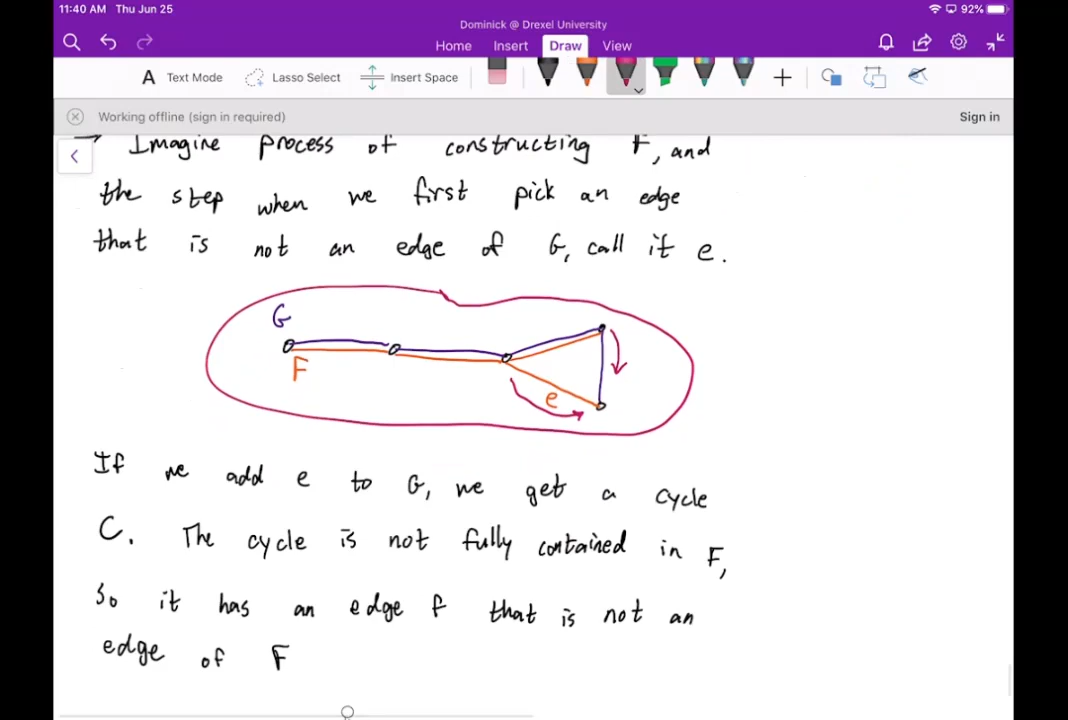 11:40 AM Thu Jun 25
92%
Dominick @ Drexel University
Home Insert Draw View
Text Mode Lasso Select Insert Space
Working offline (sign in required) Sign in
→ Imagine process of constructing F, and
the step when we first pick an edge
that is not an edge of G, call it e.
G
F
e
If we add e to G, we get a cycle
C. The cycle is not fully contained in F,
So it has an edge f that is not an
edge of F